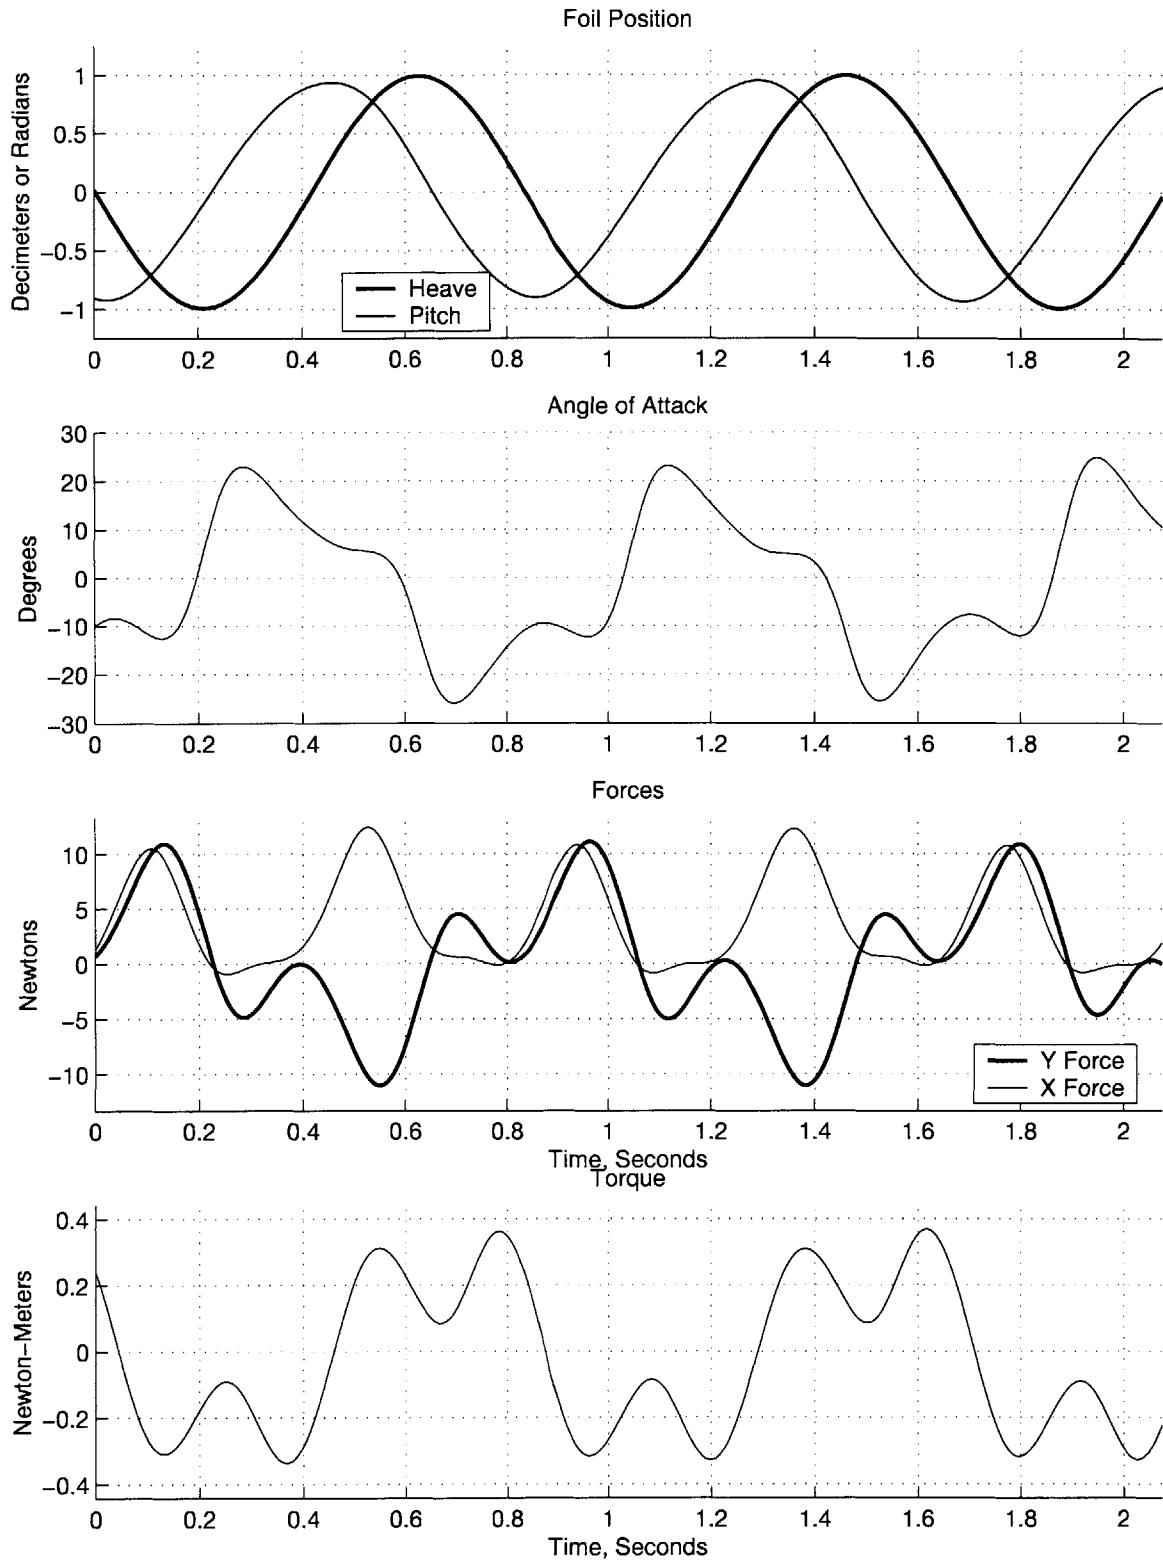 Foil Position
Decimeters or Radians
1
0.5
0
−0.5
−1
Heave
Pitch
0 0.2 0.4 0.6 0.8 1 1.2 1.4 1.6 1.8 2
Angle of Attack
Degrees
30
20
10
0
−10
−20
−30
0 0.2 0.4 0.6 0.8 1 1.2 1.4 1.6 1.8 2
Forces
Newtons
10
5
0
−5
−10
Y Force
X Force
0 0.2 0.4 0.6 0.8 1 1.2 1.4 1.6 1.8 2
Time, Seconds
Torque
Newton−Meters
0.4
0.2
0
−0.2
−0.4
0 0.2 0.4 0.6 0.8 1 1.2 1.4 1.6 1.8 2
Time, Seconds